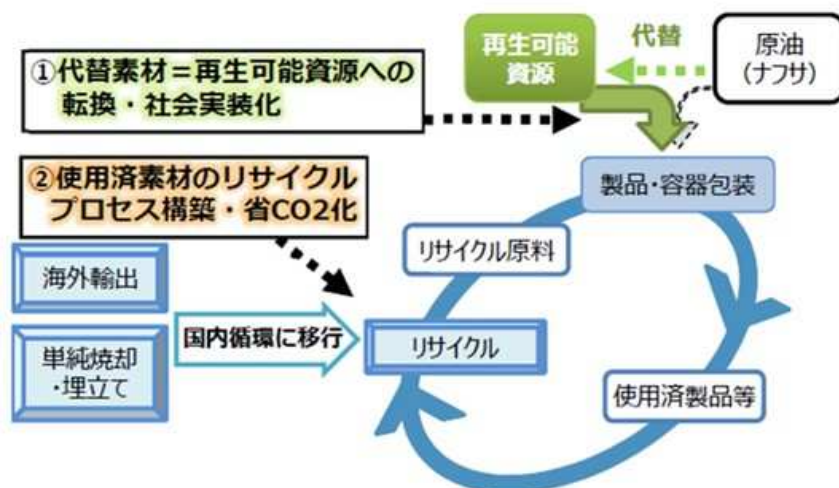 再生可能
資源
代替
原油
(ナフサ)
①代替素材＝再生可能資源への
転換・社会実装化
②使用済素材のリサイクル
プロセス構築・省CO2化
製品・容器包装
リサイクル原料
海外輸出
国内循環に移行
リサイクル
単純焼却
・埋立て
使用済製品等